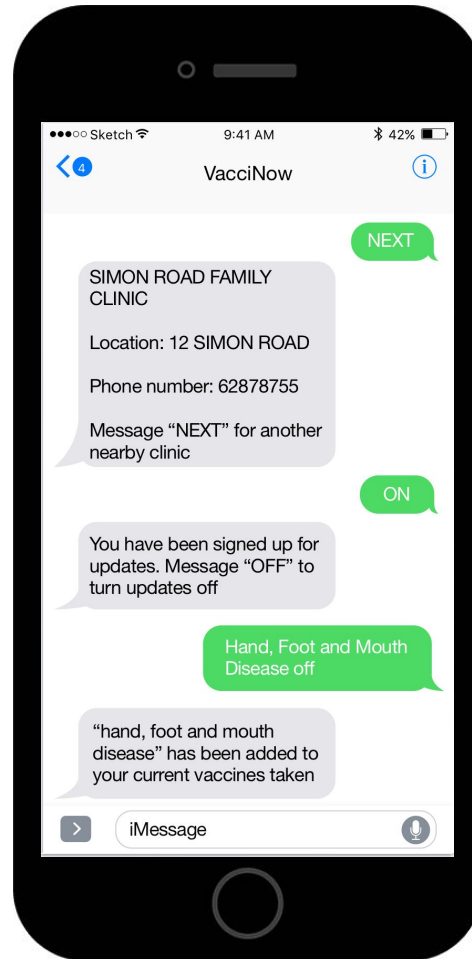 Sketch 9:41 AM 42%
4 VacciNow i
NEXT
SIMON ROAD FAMILY
CLINIC
Location: 12 SIMON ROAD
Phone number: 62878755
Message “NEXT” for another
nearby clinic
ON
You have been signed up for
updates. Message “OFF” to
turn updates off
Hand, Foot and Mouth
Disease off
“hand, foot and mouth
disease” has been added to
your current vaccines taken
iMessage